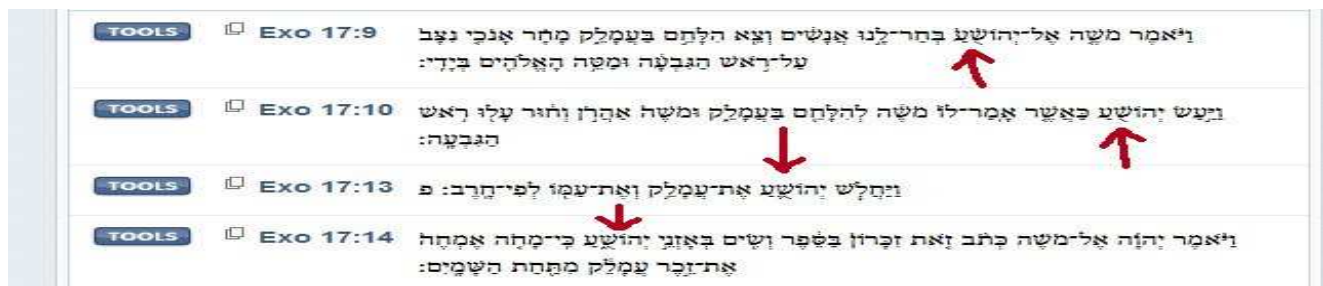 TOOLS Exo 17:9 וַיֹּאמֶר מֹשֶׁה אֶל־יְהוֹשֻׁעַ בְּחַר־לָנוּ אֲנָשִׁים וְצֵא הִלָּחֵם בַּעֲמָלֵק מָחָר אָנֹכִי נִצָּב
עַל־רֹאשׁ הַגִּבְעָה וּמַטֵּה הָאֱלֹהִים בְּיָדִי׃
TOOLS Exo 17:10 וַיַּעַשׂ יְהוֹשֻׁעַ כַּאֲשֶׁר אָמַר־לוֹ מֹשֶׁה לְהִלָּחֵם בַּעֲמָלֵק וּמֹשֶׁה אַהֲרֹן וְחוּר עָלוּ רֹאשׁ
הַגִּבְעָה׃
TOOLS Exo 17:13 וַיַּחֲלֹשׁ יְהוֹשֻׁעַ אֶת־עֲמָלֵק וְאֶת־עַמּוֹ לְפִי־חָרֶב׃ פ
TOOLS Exo 17:14 וַיֹּאמֶר יְהוָה אֶל־מֹשֶׁה כְּתֹב זֹאת זִכָּרוֹן בַּסֵּפֶר וְשִׂים בְּאָזְנֵי יְהוֹשֻׁעַ כִּי־מָחֹה אֶמְחֶה
אֶת־זֵכֶר עֲמָלֵק מִתַּחַת הַשָּׁמָיִם׃